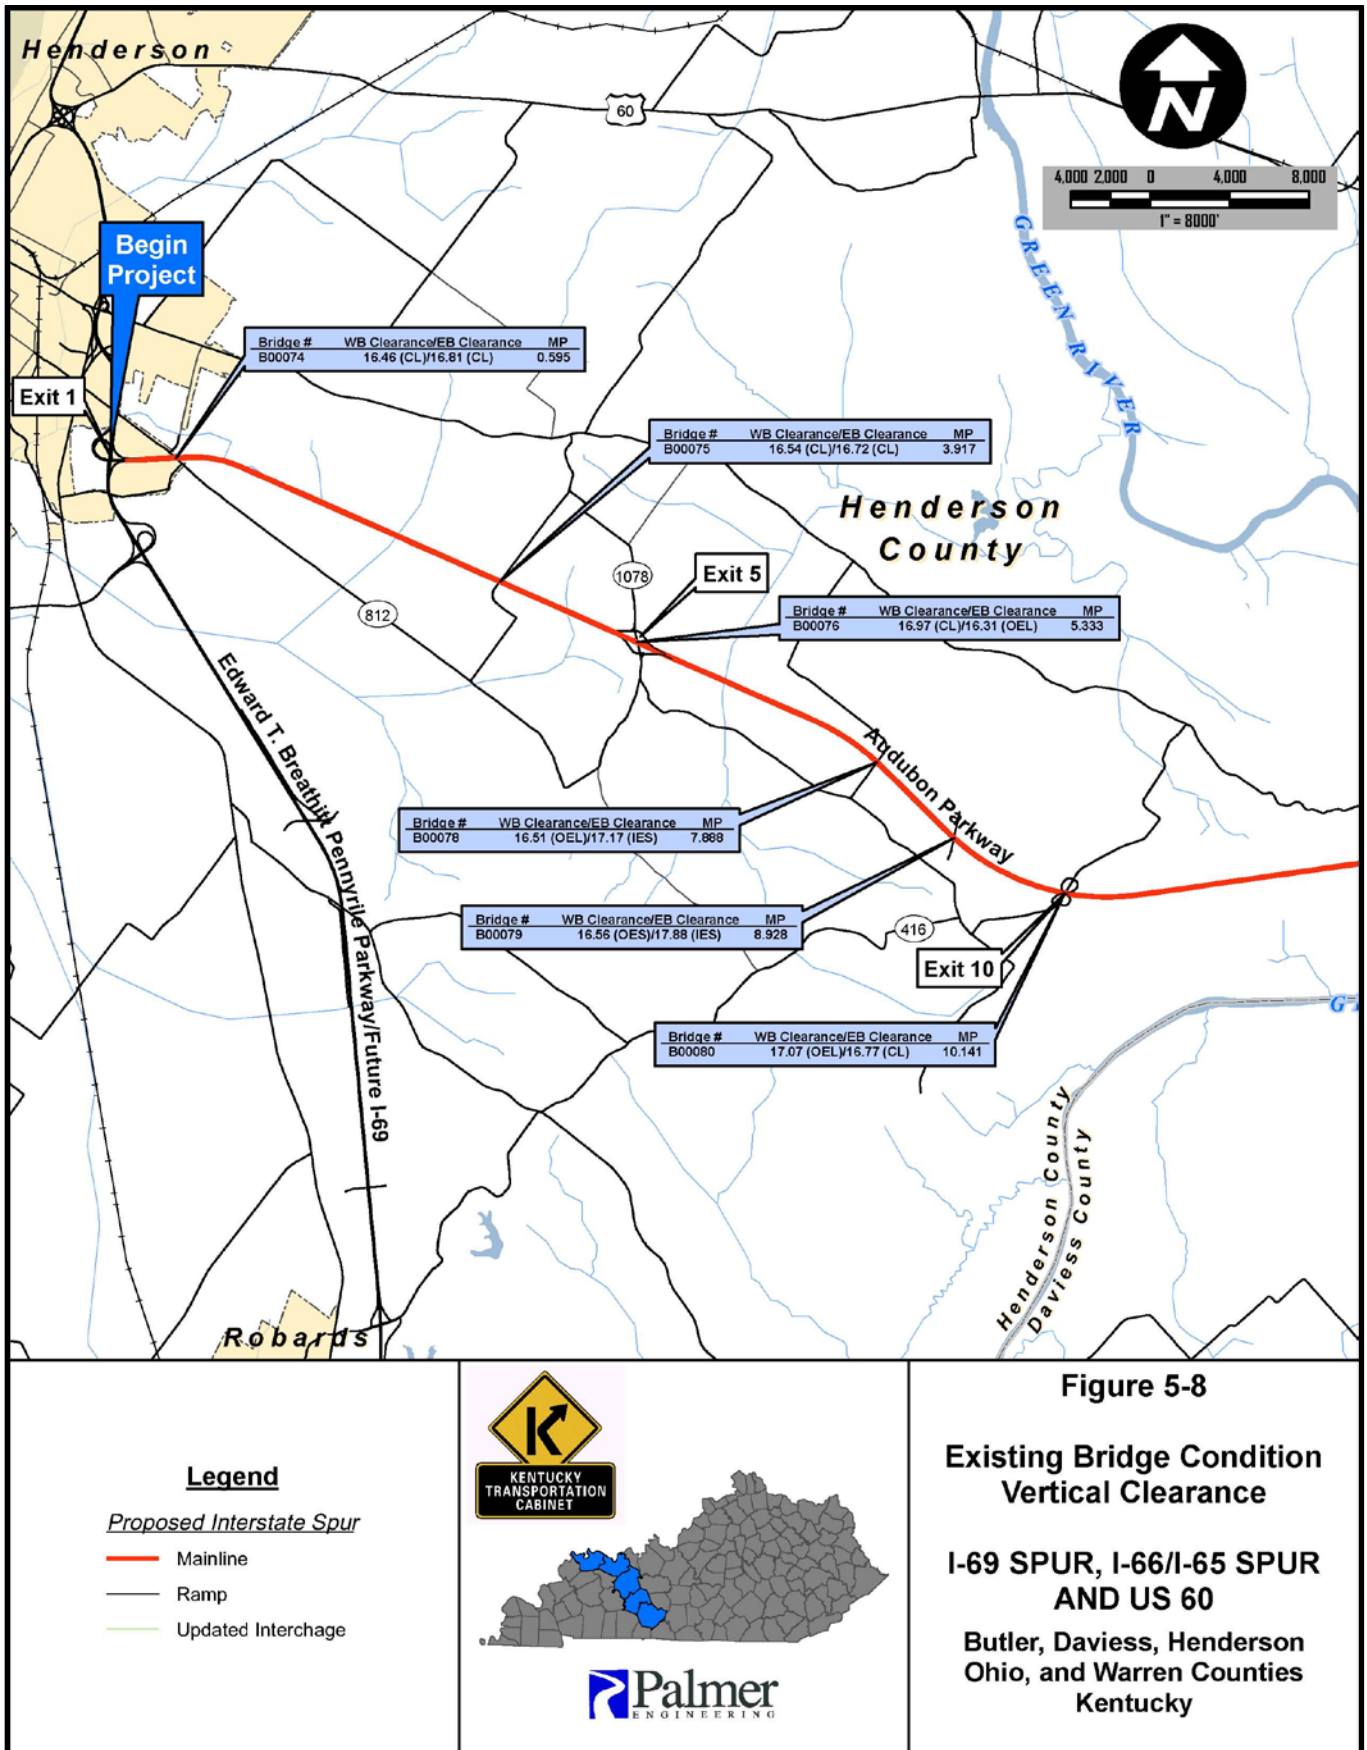 Henderson
60
4,000 2,000 0 4,000 8,000
1" = 8000'
N
GREEN RIVER
Begin
Project
Bridge # WB Clearance/EB Clearance MP
B00074 16.46 (CL)/16.81 (CL) 0.595
Exit 1
Bridge # WB Clearance/EB Clearance MP
B00075 16.54 (CL)/16.72 (CL) 3.917
Henderson
County
1078
Exit 5
812
Bridge # WB Clearance/EB Clearance MP
B00076 16.97 (CL)/16.31 (OEL) 5.333
Edward T. Breathitt Pennyrile Parkway/Future I-69
Audubon Parkway
Bridge # WB Clearance/EB Clearance MP
B00078 16.51 (OEL)/17.17 (IES) 7.888
Bridge # WB Clearance/EB Clearance MP
B00079 16.56 (OES)/17.88 (IES) 8.928
416
Exit 10
Bridge # WB Clearance/EB Clearance MP
B00080 17.07 (OEL)/16.77 (CL) 10.141
Henderson County
Daviess County
Robards
Legend
Proposed Interstate Spur
Mainline
Ramp
Updated Interchage
KENTUCKY
TRANSPORTATION
CABINET
Palmer
ENGINEERING
Figure 5-8
Existing Bridge Condition
Vertical Clearance
I-69 SPUR, I-66/I-65 SPUR
AND US 60
Butler, Daviess, Henderson
Ohio, and Warren Counties
Kentucky